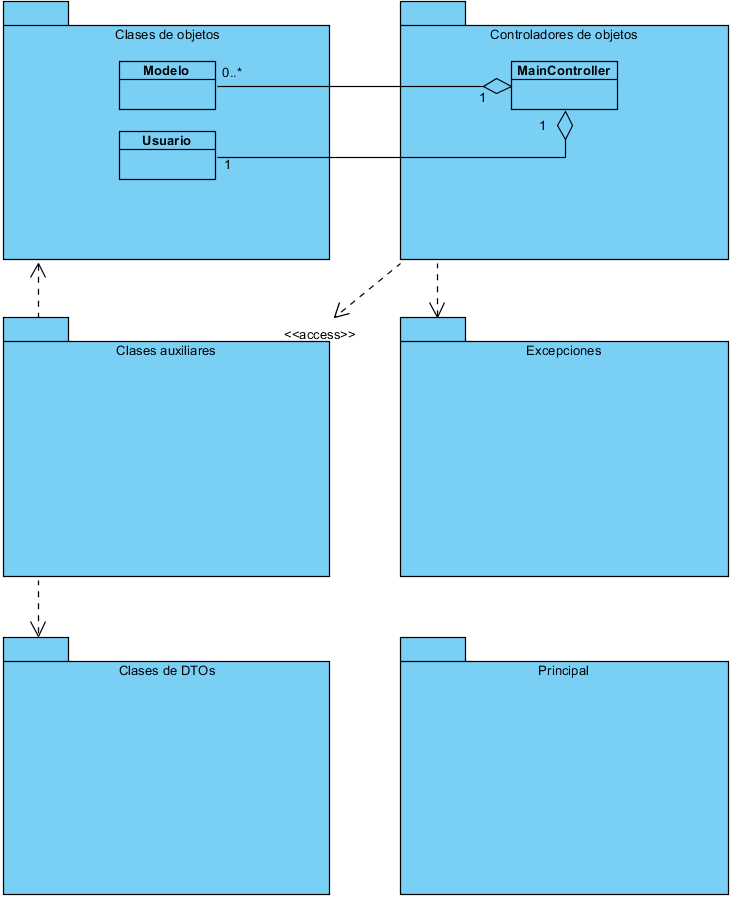 Clases de objetos
Controladores de objetos
Modelo
0..*
MainController
1
1
Usuario
1
<<access>>
Clases auxiliares
Excepciones
Clases de DTOs
Principal